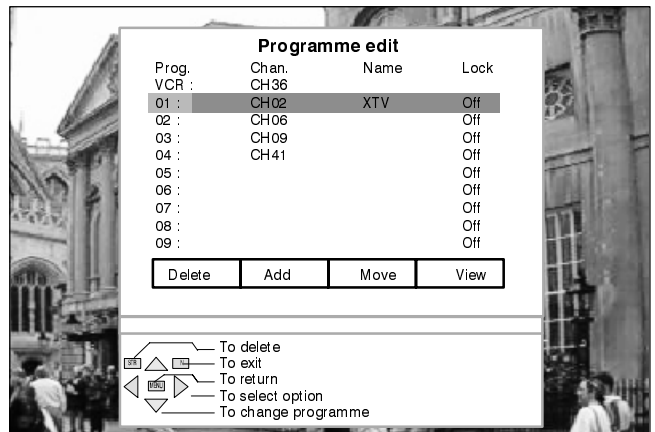 Programme edit
Prog. Chan. Name Lock
VCR : CH36
01 : CH02 XTV Off
02 : CH06 Off
03 : CH09 Off
04 : CH41 Off
05 : Off
06 : Off
07 : Off
08 : Off
09 : Off
Delete Add Move View
To delete
STR N To exit
MENU To return
To select option
To change programme